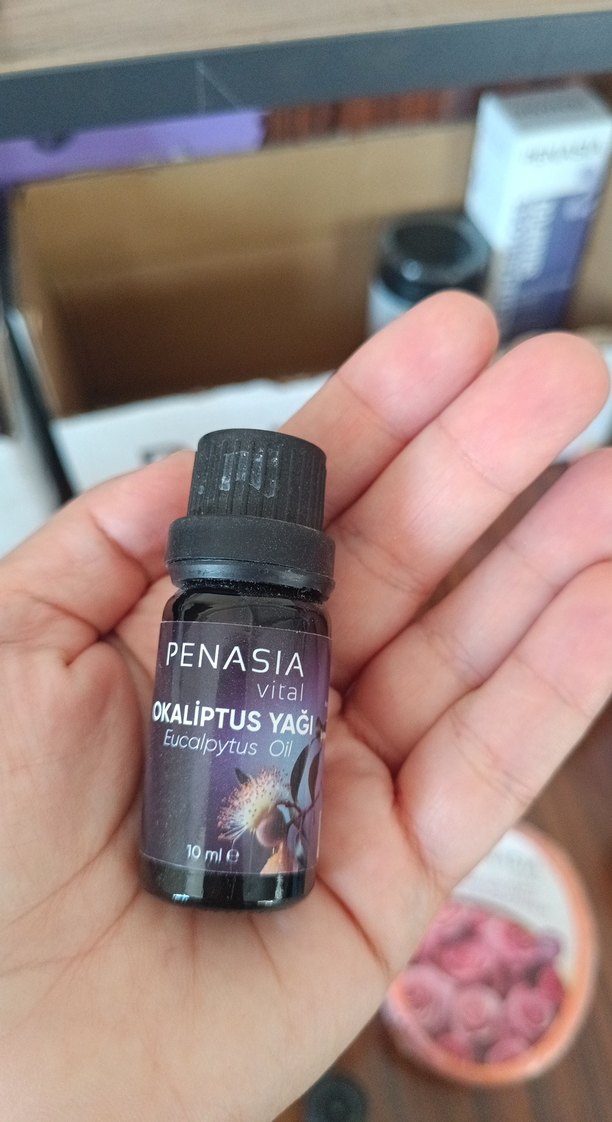 PENASIA
vital
OKALİPTUS YAĞI
Eucalpytus Oil
10 ml ℮